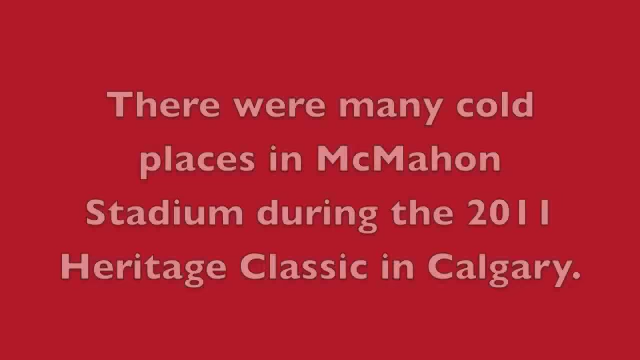 There were many cold
places in McMahon
Stadium during the 2011
Heritage Classic in Calgary.